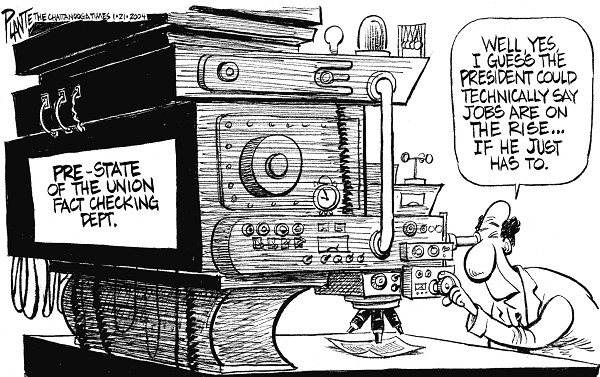 PLANTE THE CHATTANOOGA TIMES 1·21·2004
WELL, YES,
I GUESS THE
PRESIDENT COULD
TECHNICALLY SAY
JOBS ARE ON
THE RISE...
IF HE JUST
HAS TO.
PRE-STATE
OF THE UNION
FACT CHECKING
DEPT.